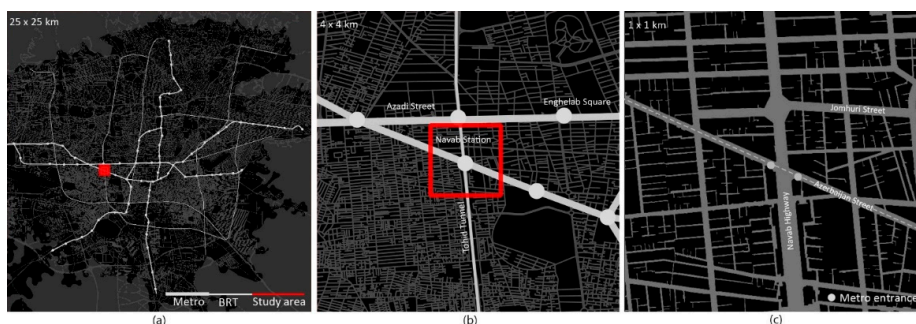 25 x 25 km
Metro
BRT
Study area
(a)
4 x 4 km
Azadi Street
Enghelab Square
Navab Station
Tohid Tunnel
(b)
1 x 1 km
Jomhuri Street
Azerbaijan Street
Navab Highway
Metro entrance
(c)